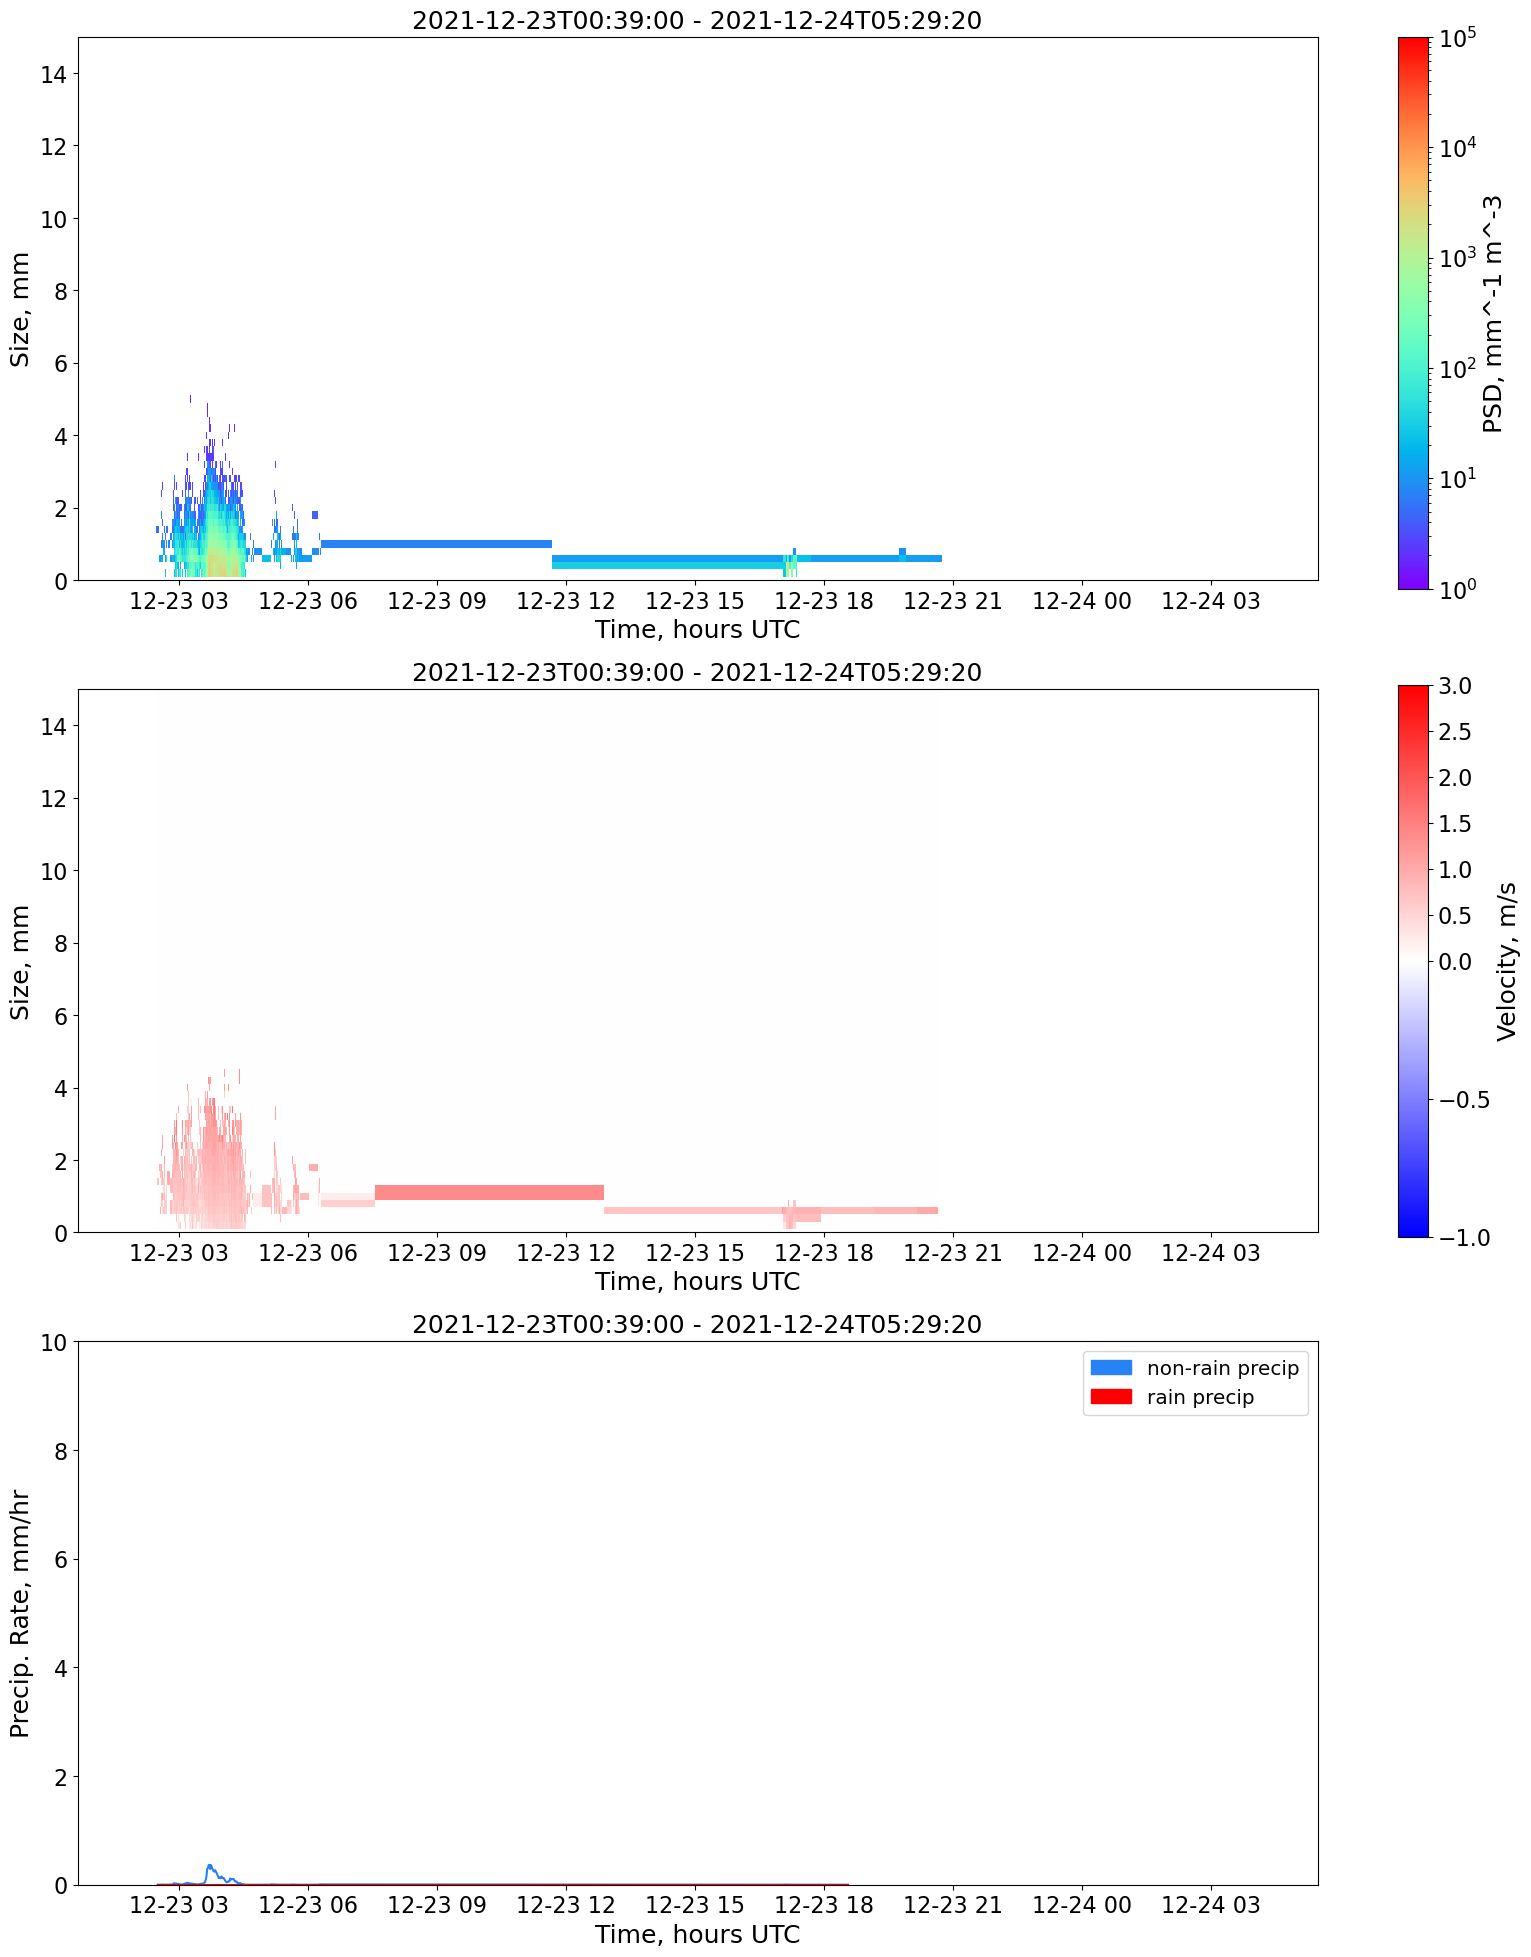 2021-12-23T00:39:00 - 2021-12-24T05:29:20
14
12
10
8
6
4
2
0
Size, mm
12-23 03 12-23 06 12-23 09 12-23 12 12-23 15 12-23 18 12-23 21 12-24 00 12-24 03
Time, hours UTC
10^5
10^4
10^3
10^2
10^1
10^0
PSD, mm^-1 m^-3
2021-12-23T00:39:00 - 2021-12-24T05:29:20
14
12
10
8
6
4
2
0
Size, mm
12-23 03 12-23 06 12-23 09 12-23 12 12-23 15 12-23 18 12-23 21 12-24 00 12-24 03
Time, hours UTC
3.0
2.5
2.0
1.5
1.0
0.5
0.0
−0.5
−1.0
Velocity, m/s
2021-12-23T00:39:00 - 2021-12-24T05:29:20
10
8
6
4
2
0
Precip. Rate, mm/hr
non-rain precip
rain precip
12-23 03 12-23 06 12-23 09 12-23 12 12-23 15 12-23 18 12-23 21 12-24 00 12-24 03
Time, hours UTC